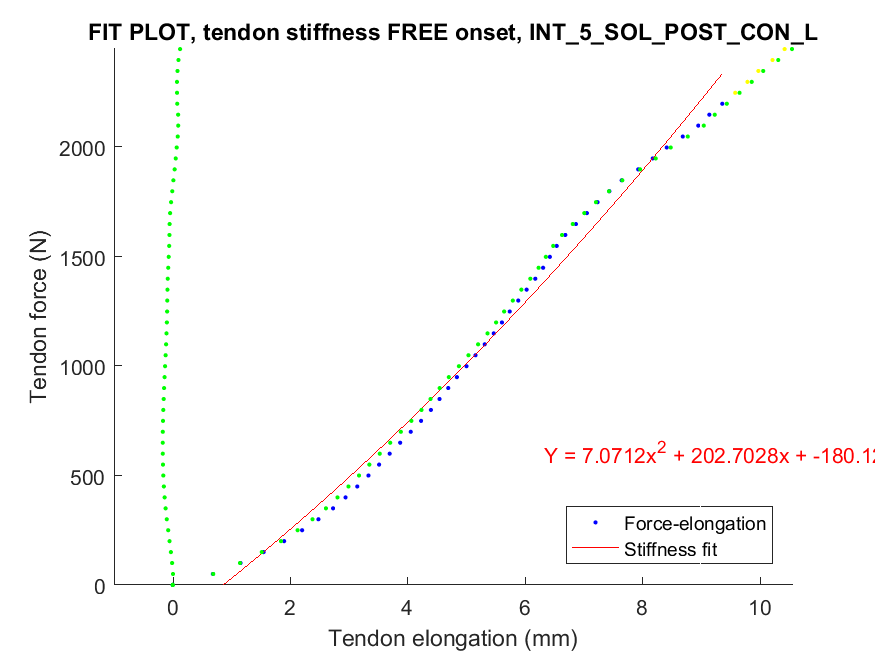 FIT PLOT, tendon stiffness FREE onset, INT_5_SOL_POST_CON_L
Tendon force (N)
2000
1500
1000
500
0
Y = 7.0712x² + 202.7028x + -180.12
Force-elongation
Stiffness fit
0 2 4 6 8 10
Tendon elongation (mm)